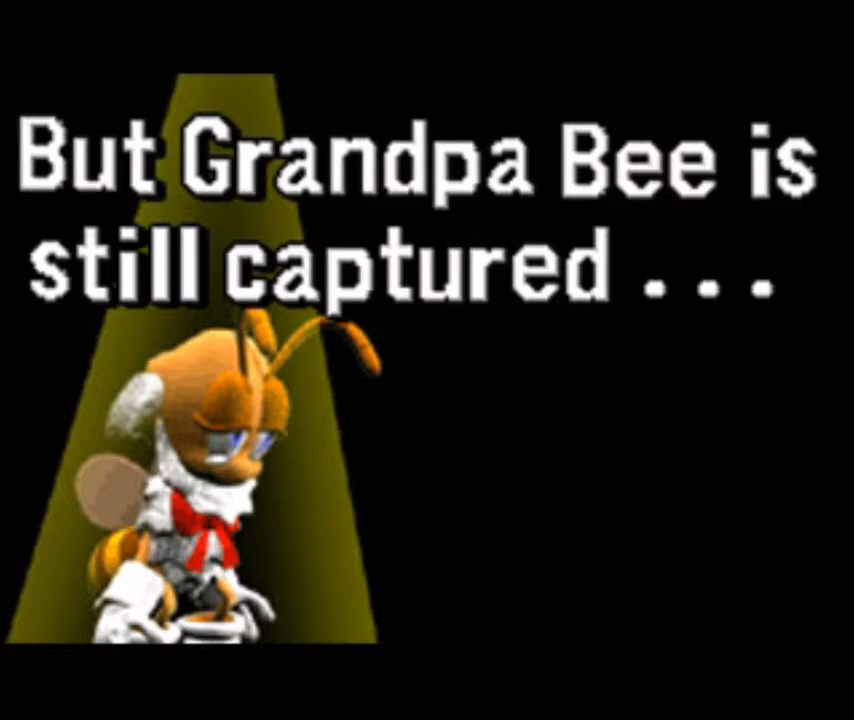 But Grandpa Bee is
still captured . . .